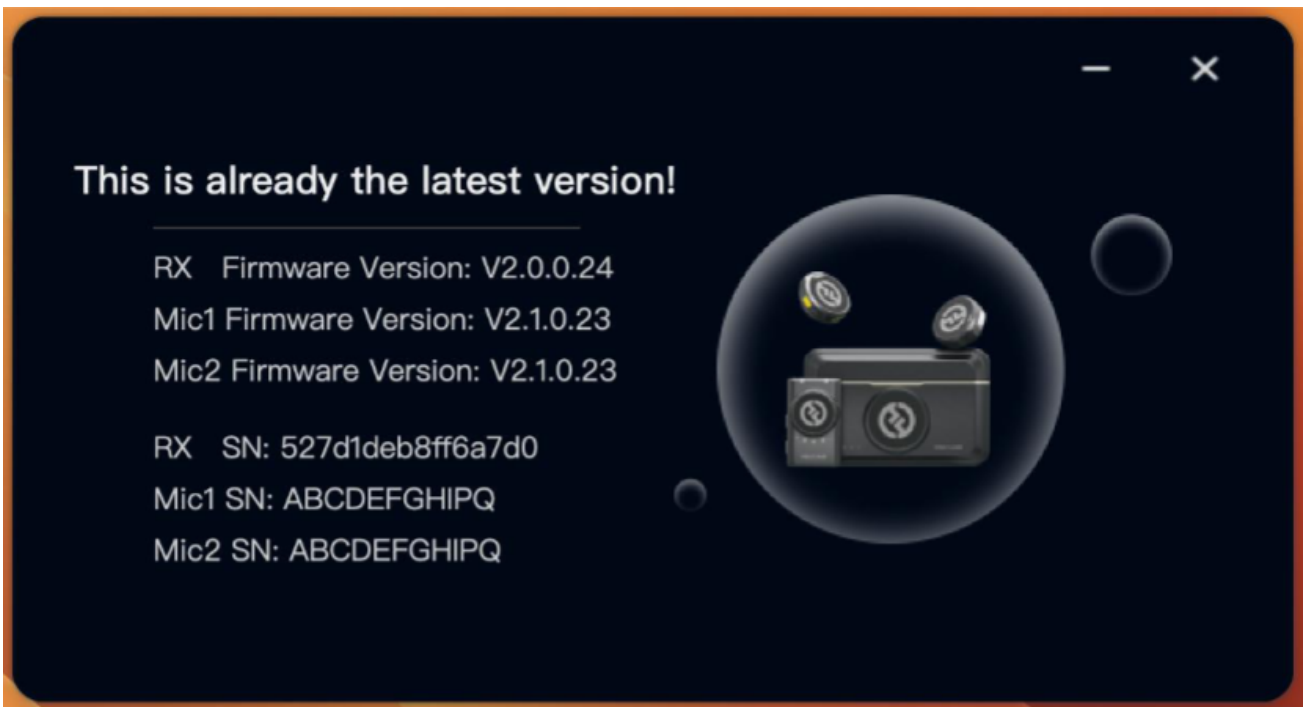 This is already the latest version!
RX Firmware Version: V2.0.0.24
Mic1 Firmware Version: V2.1.0.23
Mic2 Firmware Version: V2.1.0.23
RX SN: 527d1deb8ff6a7d0
Mic1 SN: ABCDEFGHIPQ
Mic2 SN: ABCDEFGHIPQ